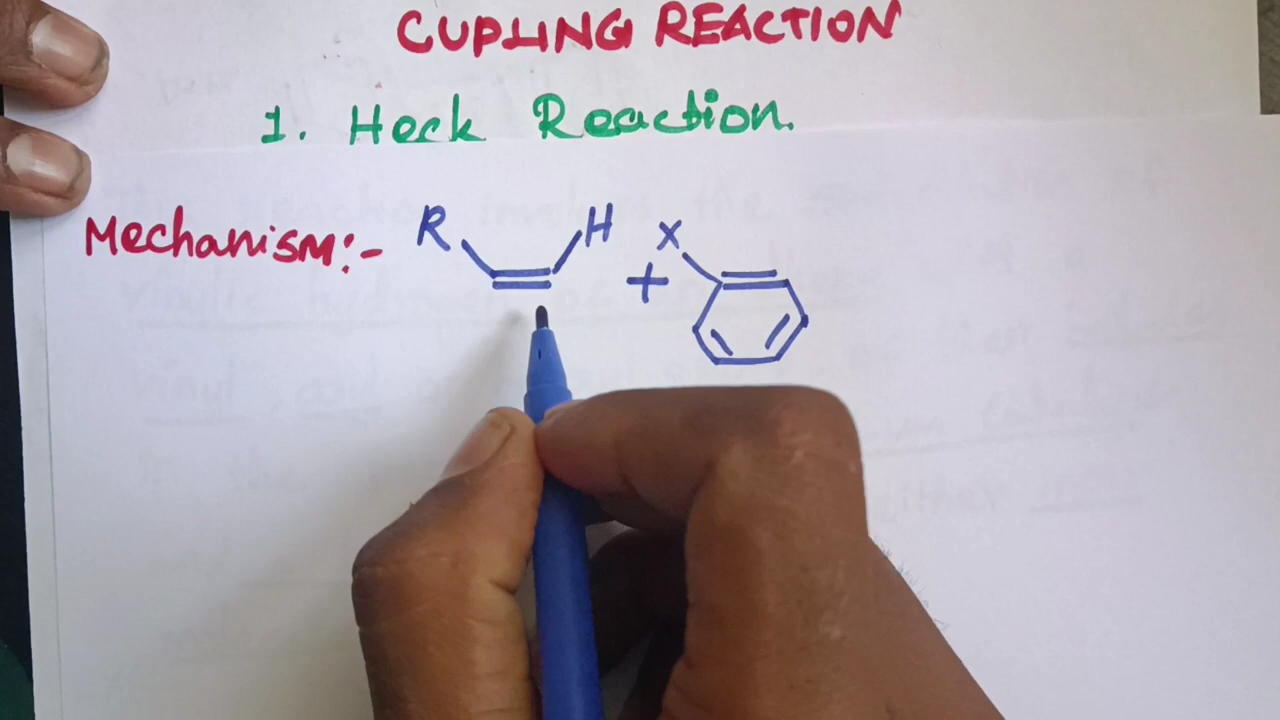 CUPLING REACTION
1. Heck Reaction.
Mechanism:- R H + X